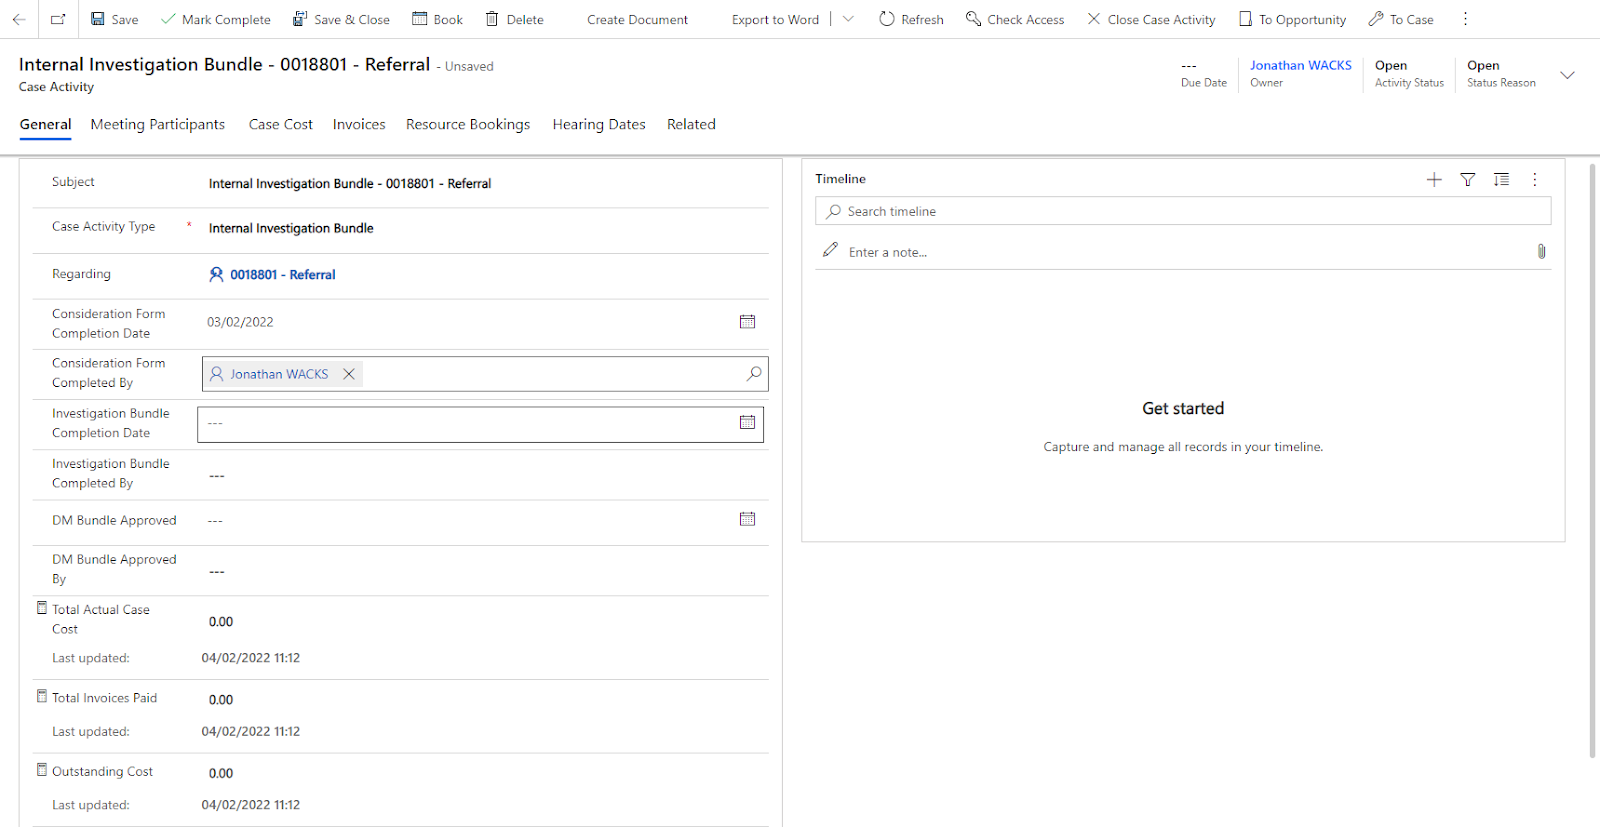 Save
Mark Complete
Save & Close
Book
Delete
Create Document
Export to Word
Refresh
Check Access
Close Case Activity
To Opportunity
To Case
Internal Investigation Bundle - 0018801 - Referral - Unsaved
Case Activity
---
Due Date
Jonathan WACKS
Owner
Open
Activity Status
Open
Status Reason
General
Meeting Participants
Case Cost
Invoices
Resource Bookings
Hearing Dates
Related
Subject
Internal Investigation Bundle - 0018801 - Referral
Case Activity Type *
Internal Investigation Bundle
Regarding
0018801 - Referral
Consideration Form
Completion Date
03/02/2022
Consideration Form
Completed By
Jonathan WACKS
Investigation Bundle
Completion Date
---
Investigation Bundle
Completed By
---
DM Bundle Approved
---
DM Bundle Approved
By
---
Total Actual Case
Cost
0.00
Last updated:
04/02/2022 11:12
Total Invoices Paid
0.00
Last updated:
04/02/2022 11:12
Outstanding Cost
0.00
Last updated:
04/02/2022 11:12
Timeline
Search timeline
Enter a note...
Get started
Capture and manage all records in your timeline.